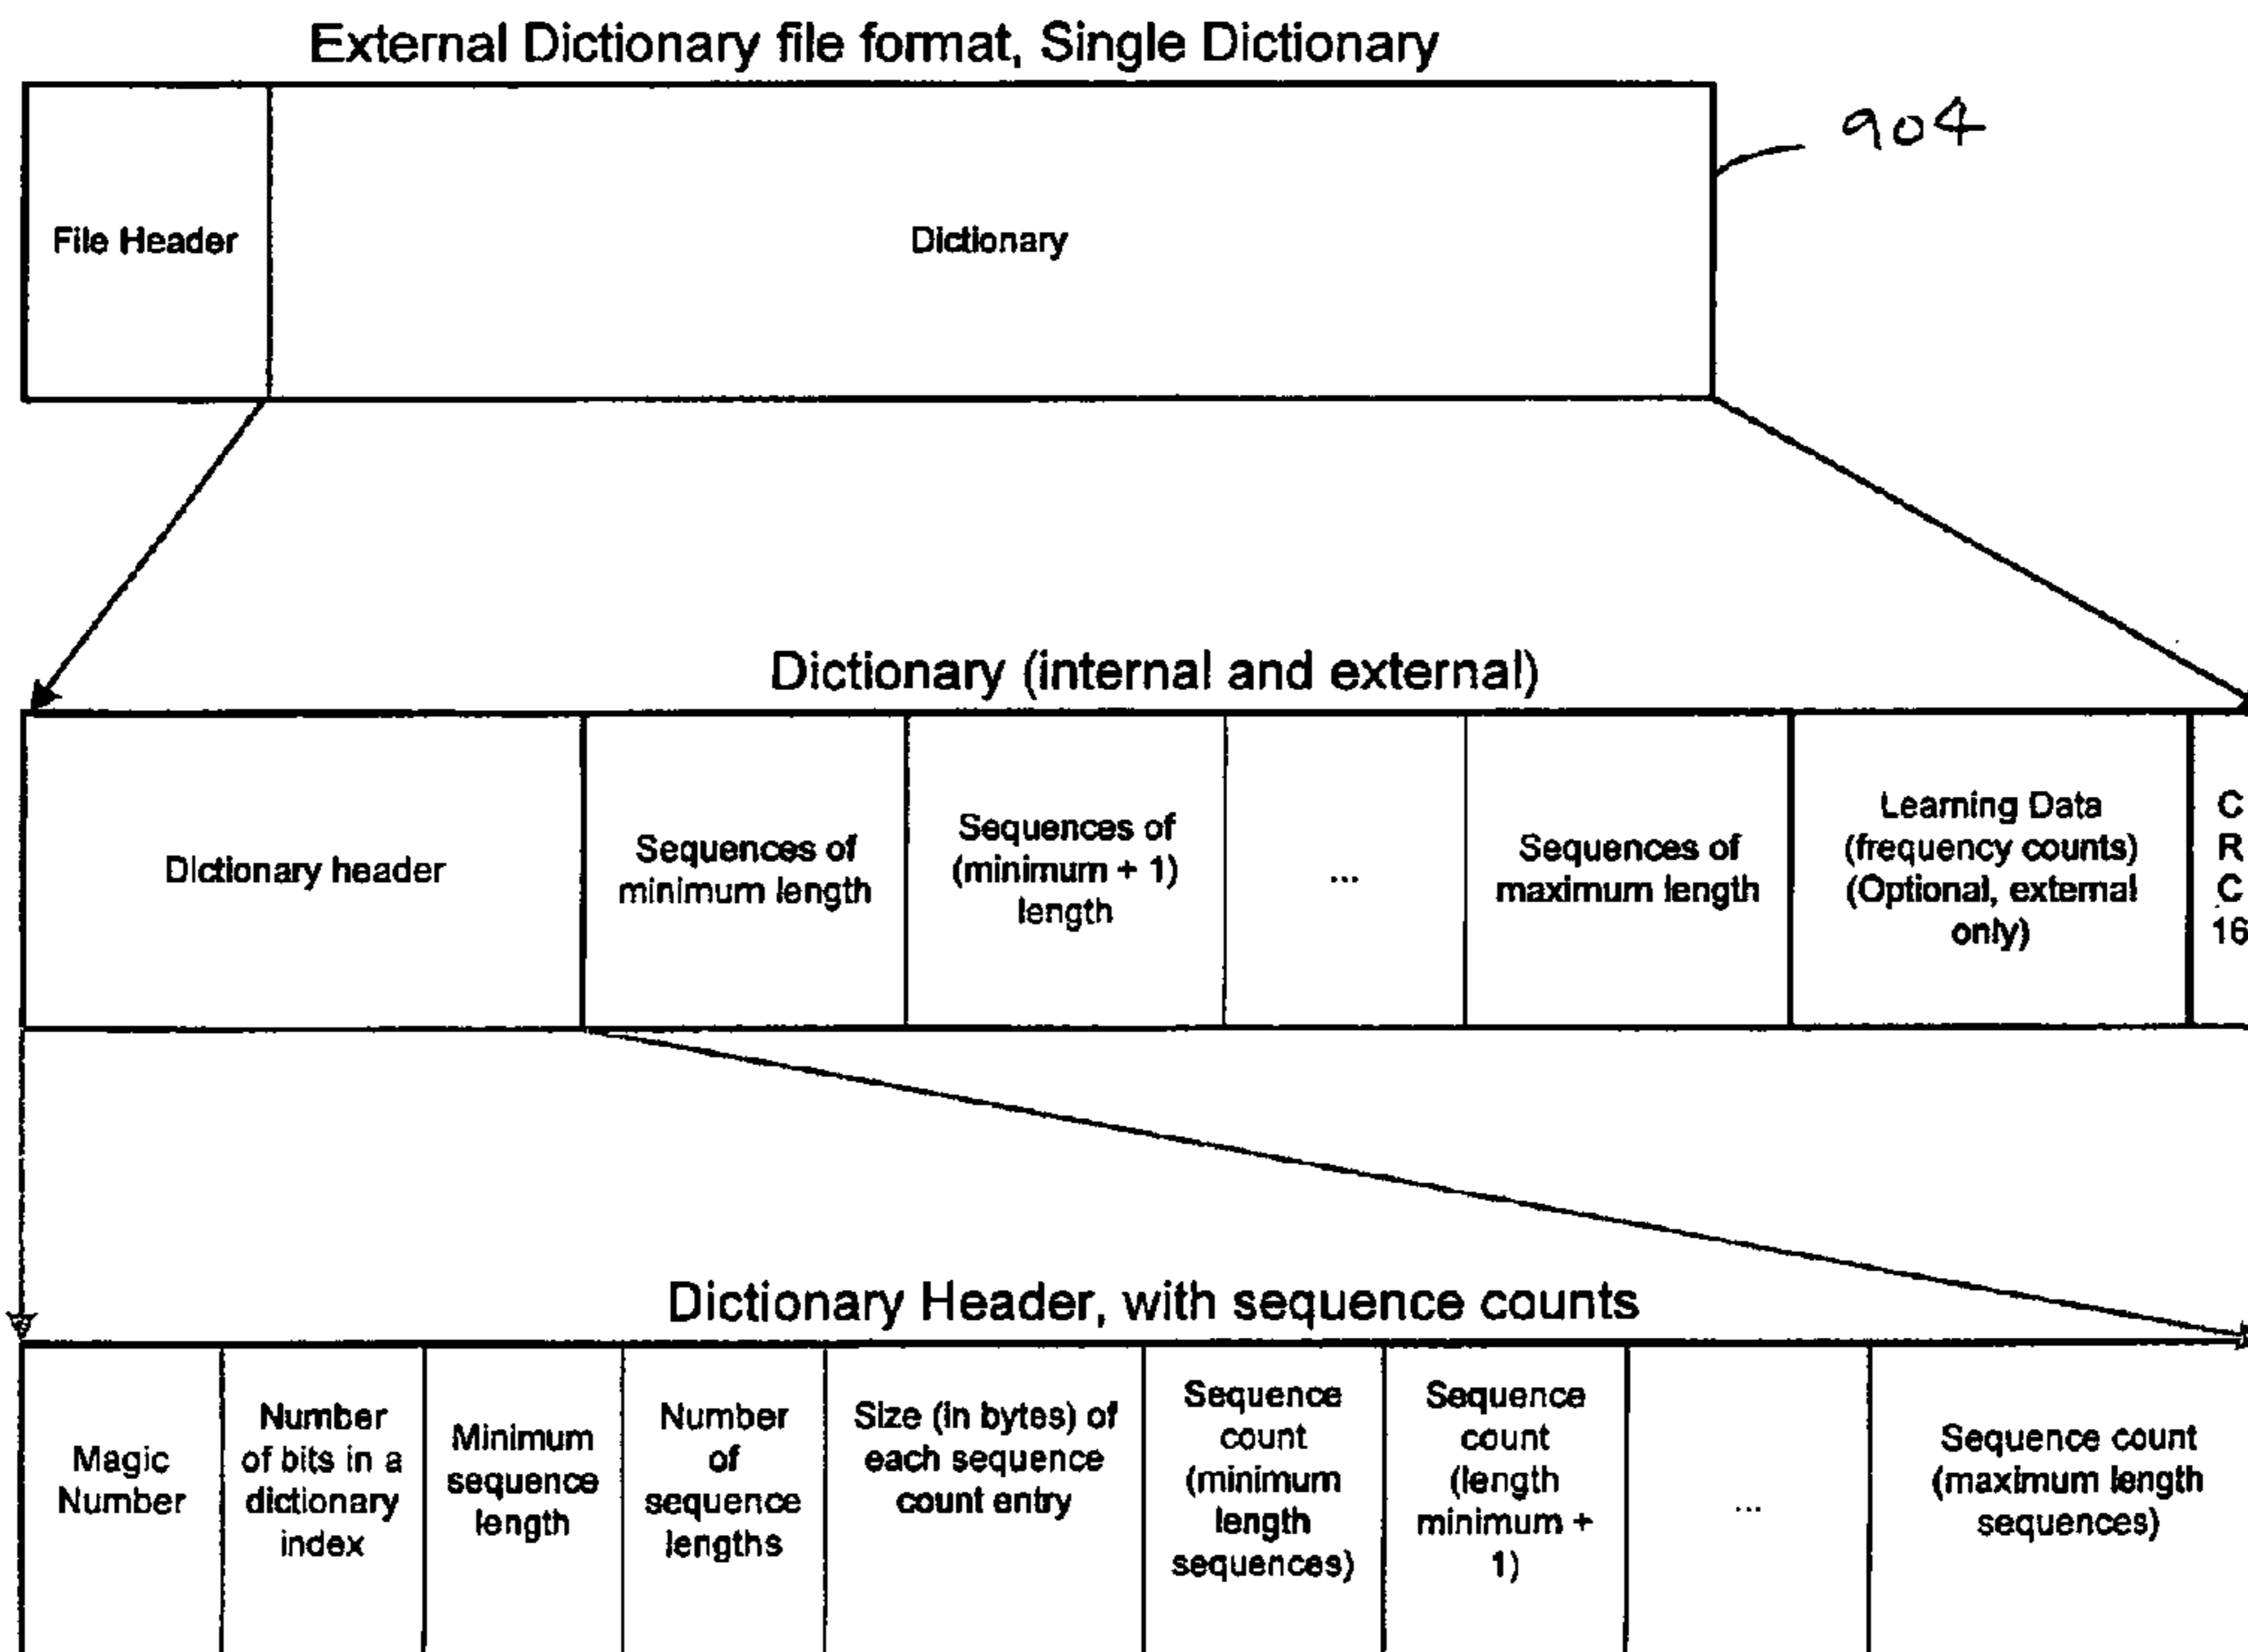 External Dictionary file format, Single Dictionary
904
File Header
Dictionary
Dictionary (internal and external)
Dictionary header
Sequences of
minimum length
Sequences of
(minimum + 1)
length
...
Sequences of
maximum length
Learning Data
(frequency counts)
(Optional, external
only)
C
R
C
16
Dictionary Header, with sequence counts
Magic
Number
Number
of bits in a
dictionary
index
Minimum
sequence
length
Number
of
sequence
lengths
Size (in bytes) of
each sequence
count entry
Sequence
count
(minimum
length
sequences)
Sequence
count
(length
minimum +
1)
...
Sequence count
(maximum length
sequences)